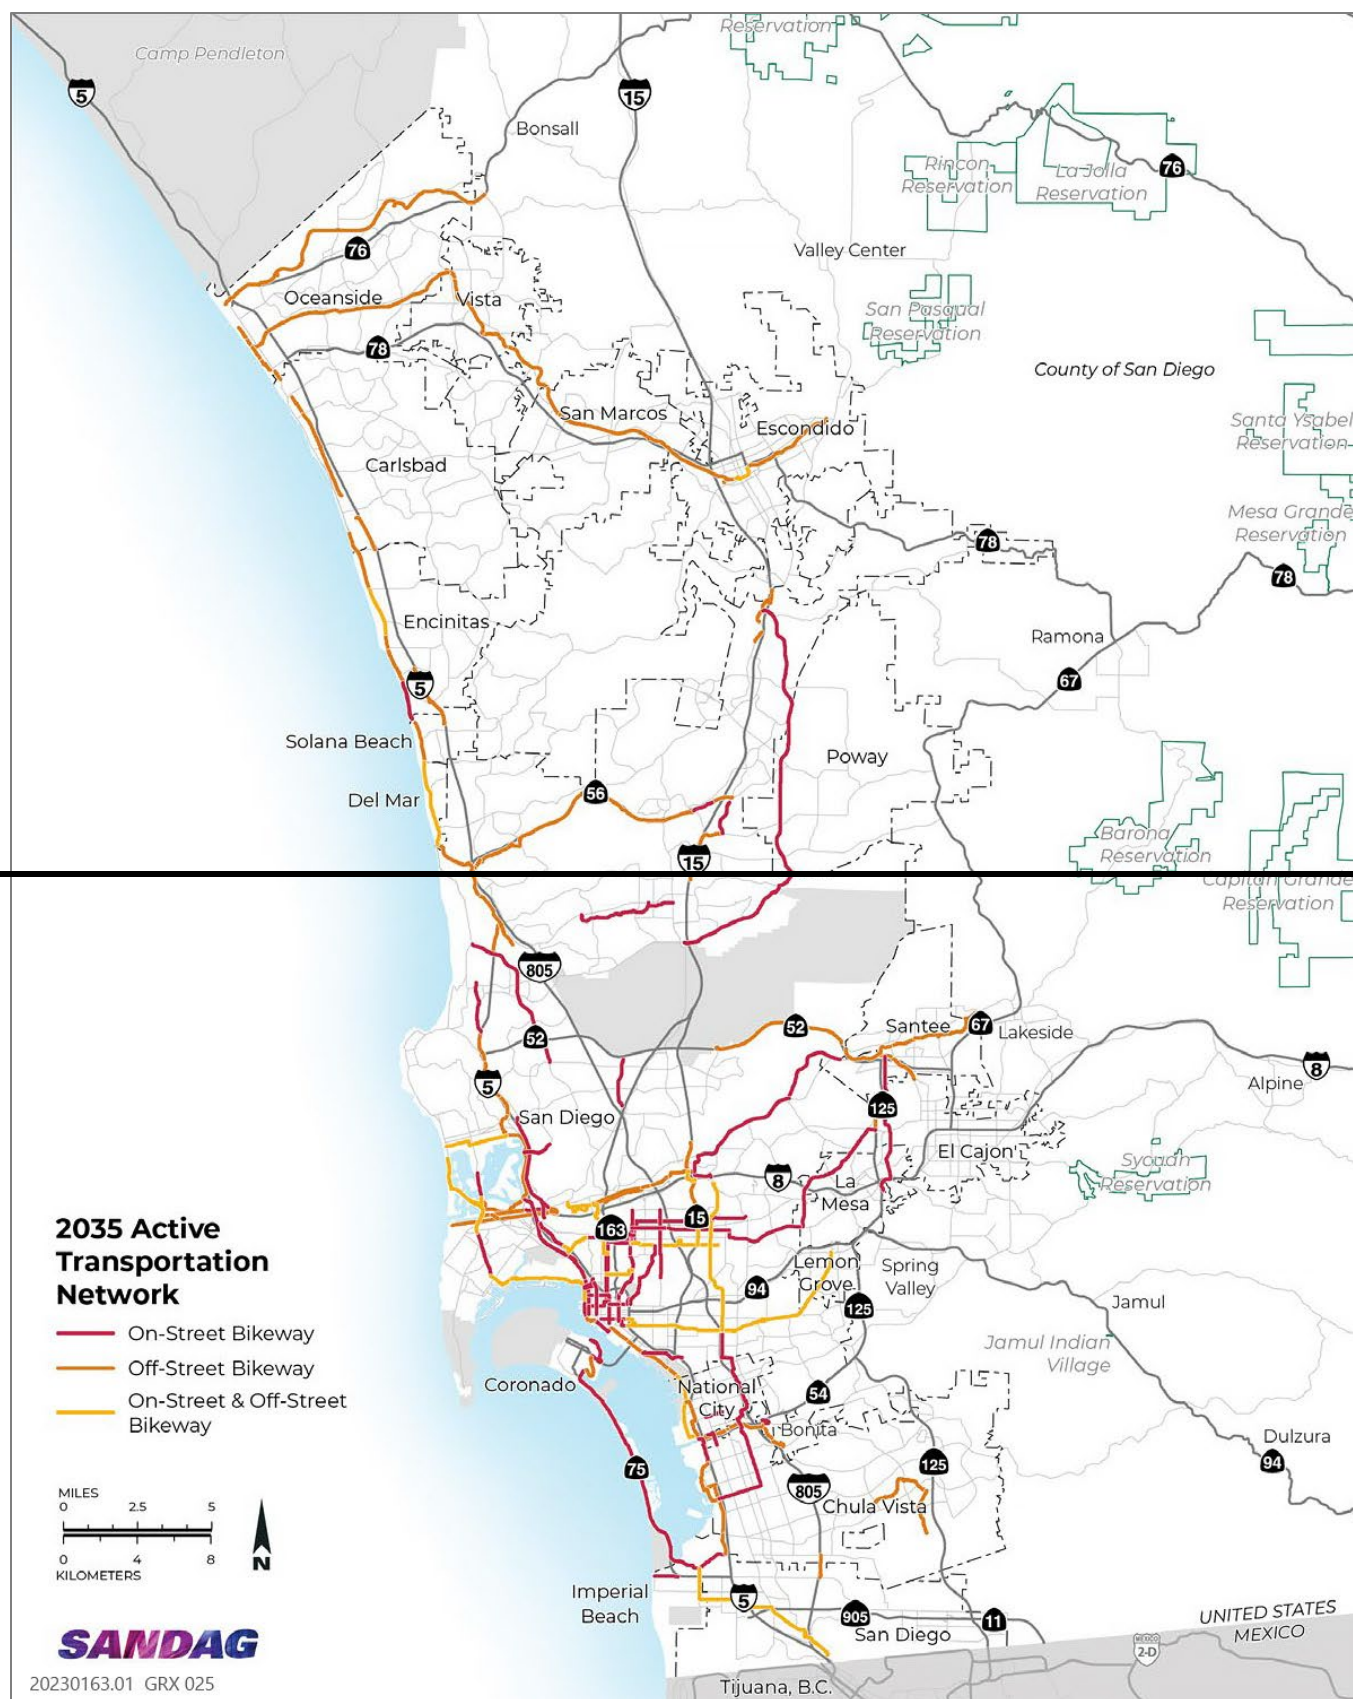 Camp Pendleton
Reservation
5
15
Bonsall
Rincon
Reservation
La Jolla
Reservation
76
76
Valley Center
Oceanside
Vista
San Pasqual
Reservation
78
County of San Diego
San Marcos
Escondido
Santa Ysabel
Reservation
Carlsbad
Mesa Grande
Reservation
78
78
Encinitas
Ramona
67
5
Solana Beach
Poway
56
Del Mar
15
Barona
Reservation
Capitan Grande
Reservation
805
52
52
Santee
67
Lakeside
8
5
Alpine
San Diego
125
El Cajon
8
La
Mesa
Sycuan
Reservation
15
163
2035 Active
Transportation
Network
On-Street Bikeway
Off-Street Bikeway
On-Street & Off-Street
Bikeway
Lemon
Grove
Spring
Valley
94
125
Jamul
Jamul Indian
Village
Coronado
National
City
54
Bonita
75
125
Dulzura
94
805
Chula Vista
MILES
0 2.5 5
0 4 8
KILOMETERS
N
Imperial
Beach
5
905
11
San Diego
UNITED STATES
MEXICO
MEXICO
2-D
SANDAG
20230163.01 GRX 025
Tijuana, B.C.